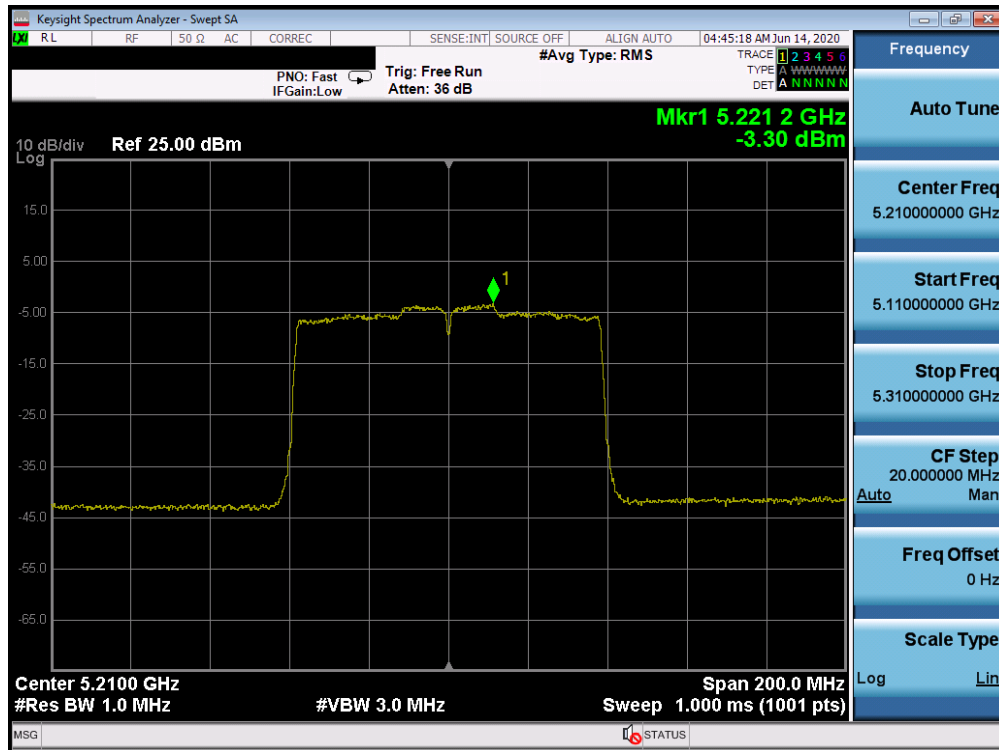 Keysight Spectrum Analyzer - Swept SA
LXI RL RF 50 Ω AC CORREC SENSE:INT SOURCE OFF ALIGN AUTO 04:45:18 AM Jun 14, 2020
#Avg Type: RMS
TRACE 1 2 3 4 5 6
TYPE A WWWWW
DET A N N N N N
PNO: Fast
IFGain:Low
Trig: Free Run
Atten: 36 dB
Mkr1 5.221 2 GHz
-3.30 dBm
10 dB/div
Log
Ref 25.00 dBm
15.0
5.00
-5.00
-15.0
-25.0
-35.0
-45.0
-55.0
-65.0
1
Center 5.2100 GHz
#Res BW 1.0 MHz
#VBW 3.0 MHz
Span 200.0 MHz
Sweep 1.000 ms (1001 pts)
MSG
STATUS
Frequency
Auto Tune
Center Freq
5.210000000 GHz
Start Freq
5.110000000 GHz
Stop Freq
5.310000000 GHz
CF Step
20.000000 MHz
Auto Man
Freq Offset
0 Hz
Scale Type
Log Lin